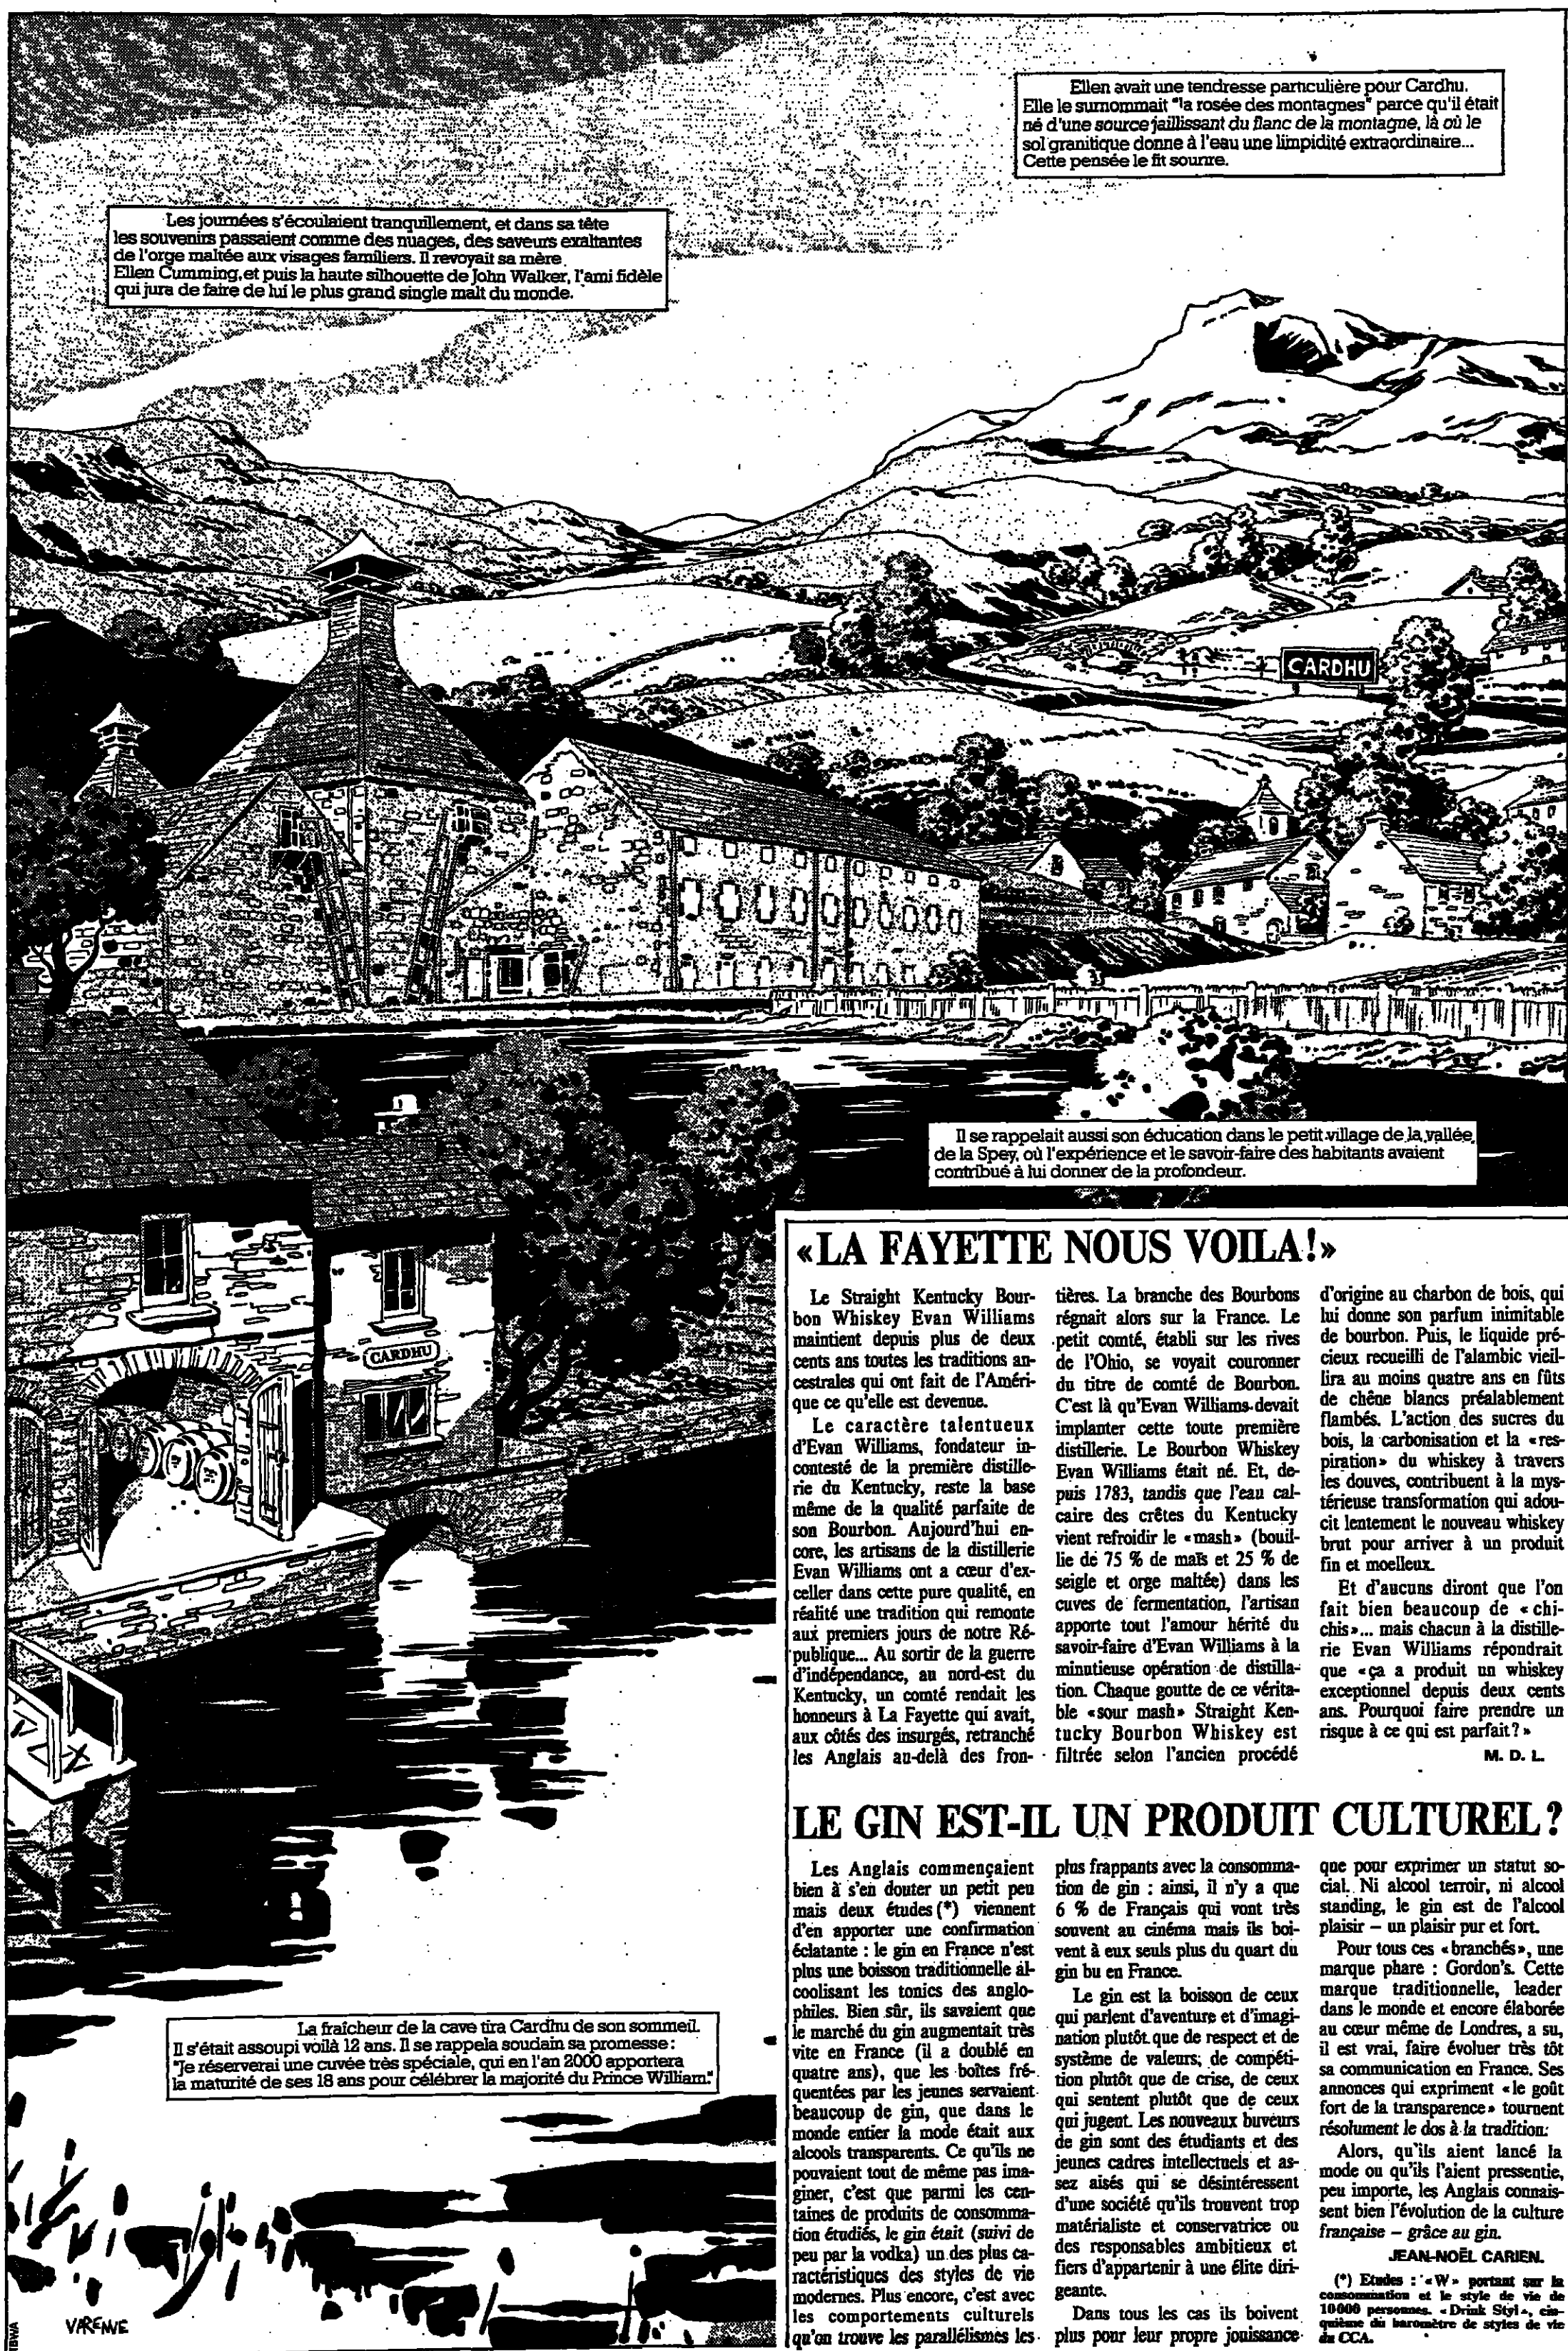 Ellen avait une tendresse particulière pour Cardhu.
Elle le surnommait "la rosée des montagnes" parce qu'il était
né d'une source jaillissant du flanc de la montagne, là où le
sol granitique donne à l'eau une limpidité extraordinaire...
Cette pensée le fit sourire.
Les journées s'écoulaient tranquillement, et dans sa tête
les souvenirs passaient comme des nuages, des saveurs exaltantes
de l'orge maltée aux visages familiers. Il revoyait sa mère
Ellen Cumming, et puis la haute silhouette de John Walker, l'ami fidèle
qui jura de faire de lui le plus grand single malt du monde.
CARDHU
Il se rappelait aussi son éducation dans le petit village de la vallée
de la Spey, où l'expérience et le savoir-faire des habitants avaient
contribué à lui donner de la profondeur.
CARDHU
La fraîcheur de la cave tira Cardhu de son sommeil.
Il s'était assoupi voilà 12 ans. Il se rappela soudain sa promesse:
"Je réserverai une cuvée très spéciale, qui en l'an 2000 apportera
la maturité de ses 18 ans pour célébrer la majorité du Prince William."
VARENNE
TBWA
«LA FAYETTE NOUS VOILA!»
Le Straight Kentucky Bour-
bon Whiskey Evan Williams
maintient depuis plus de deux
cents ans toutes les traditions an-
cestrales qui ont fait de l'Améri-
que ce qu'elle est devenue.
Le caractère talentueux
d'Evan Williams, fondateur in-
contesté de la première distille-
rie du Kentucky, reste la base
même de la qualité parfaite de
son Bourbon. Aujourd'hui en-
core, les artisans de la distillerie
Evan Williams ont a cœur d'ex-
celler dans cette pure qualité, en
réalité une tradition qui remonte
aux premiers jours de notre Ré-
publique... Au sortir de la guerre
d'indépendance, au nord-est du
Kentucky, un comté rendait les
honneurs à La Fayette qui avait,
aux côtés des insurgés, retranché
les Anglais au-delà des fron-
tières. La branche des Bourbons
régnait alors sur la France. Le
petit comté, établi sur les rives
de l'Ohio, se voyait couronner
du titre de comté de Bourbon.
C'est là qu'Evan Williams devait
implanter cette toute première
distillerie. Le Bourbon Whiskey
Evan Williams était né. Et, de-
puis 1783, tandis que l'eau cal-
caire des crêtes du Kentucky
vient refroidir le «mash» (bouil-
lie de 75 % de maïs et 25 % de
seigle et orge maltée) dans les
cuves de fermentation, l'artisan
apporte tout l'amour hérité du
savoir-faire d'Evan Williams à la
minutieuse opération de distilla-
tion. Chaque goutte de ce vérita-
ble «sour mash» Straight Ken-
tucky Bourbon Whiskey est
filtrée selon l'ancien procédé
d'origine au charbon de bois, qui
lui donne son parfum inimitable
de bourbon. Puis, le liquide pré-
cieux recueilli de l'alambic vieil-
lira au moins quatre ans en fûts
de chêne blancs préalablement
flambés. L'action des sucres du
bois, la carbonisation et la «res-
piration» du whiskey à travers
les douves, contribuent à la mys-
térieuse transformation qui adou-
cit lentement le nouveau whiskey
brut pour arriver à un produit
fin et moelleux.
Et d'aucuns diront que l'on
fait bien beaucoup de «chi-
chis»... mais chacun à la distille-
rie Evan Williams répondrait
que «ça a produit un whiskey
exceptionnel depuis deux cents
ans. Pourquoi faire prendre un
risque à ce qui est parfait?»
M. D. L.
LE GIN EST-IL UN PRODUIT CULTUREL?
Les Anglais commençaient
bien à s'en douter un petit peu
mais deux études (*) viennent
d'en apporter une confirmation
éclatante : le gin en France n'est
plus une boisson traditionnelle al-
coolisant les tonics des anglo-
philes. Bien sûr, ils savaient que
le marché du gin augmentait très
vite en France (il a doublé en
quatre ans), que les boîtes fré-
quentées par les jeunes servaient
beaucoup de gin, que dans le
monde entier la mode était aux
alcools transparents. Ce qu'ils ne
pouvaient tout de même pas ima-
giner, c'est que parmi les cen-
taines de produits de consomma-
tion étudiés, le gin était (suivi de
peu par la vodka) un des plus ca-
ractéristiques des styles de vie
modernes. Plus encore, c'est avec
les comportements culturels
qu'on trouve les parallélismes les
plus frappants avec la consomma-
tion de gin : ainsi, il n'y a que
6 % de Français qui vont très
souvent au cinéma mais ils boi-
vent à eux seuls plus du quart du
gin bu en France.
Le gin est la boisson de ceux
qui parlent d'aventure et d'imagi-
nation plutôt que de respect et de
système de valeurs; de compéti-
tion plutôt que de crise, de ceux
qui sentent plutôt que de ceux
qui jugent. Les nouveaux buveurs
de gin sont des étudiants et des
jeunes cadres intellectuels et as-
sez aisés qui se désintéressent
d'une société qu'ils trouvent trop
matérialiste et conservatrice ou
des responsables ambitieux et
fiers d'appartenir à une élite diri-
geante.
Dans tous les cas ils boivent
plus pour leur propre jouissance
que pour exprimer un statut so-
cial. Ni alcool terroir, ni alcool
standing, le gin est de l'alcool
plaisir – un plaisir pur et fort.
Pour tous ces «branchés», une
marque phare : Gordon's. Cette
marque traditionnelle, leader
dans le monde et encore élaborée
au cœur même de Londres, a su,
il est vrai, faire évoluer très tôt
sa communication en France. Ses
annonces qui expriment «le goût
fort de la transparence» tournent
résolument le dos à la tradition.
Alors, qu'ils aient lancé la
mode ou qu'ils l'aient pressentie,
peu importe, les Anglais connais-
sent bien l'évolution de la culture
française – grâce au gin.
JEAN-NOËL CARIEN.
(*) Etudes : «W» portant sur la
consommation et le style de vie de
10000 personnes. «Drink Styl», cin-
quième du baromètre de styles de vie
du CCA.